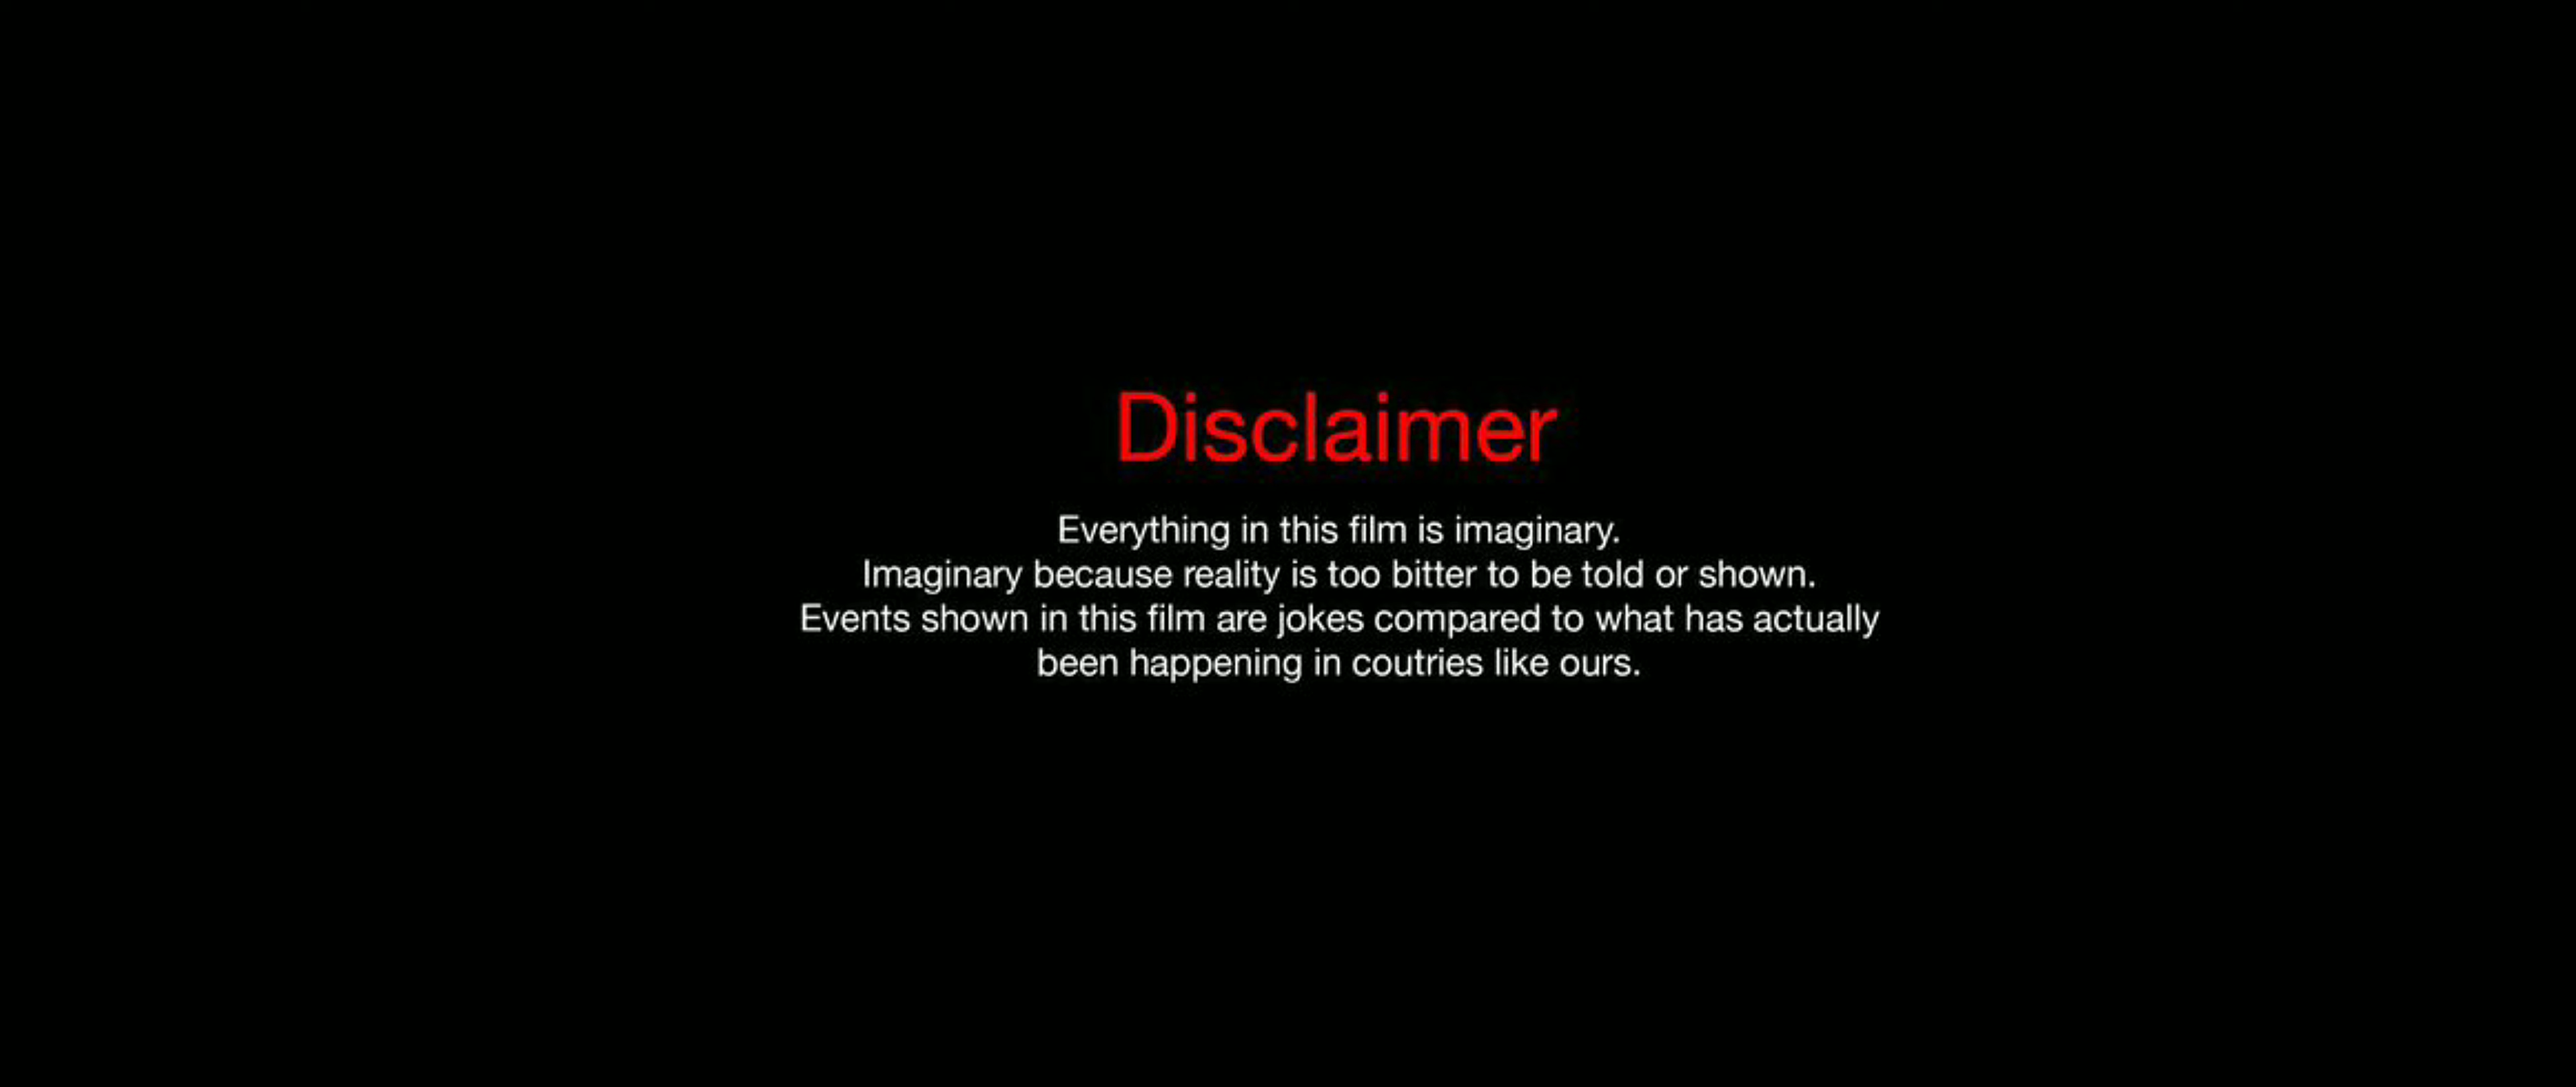 Disclaimer
Everything in this film is imaginary.
Imaginary because reality is too bitter to be told or shown.
Events shown in this film are jokes compared to what has actually
been happening in coutries like ours.